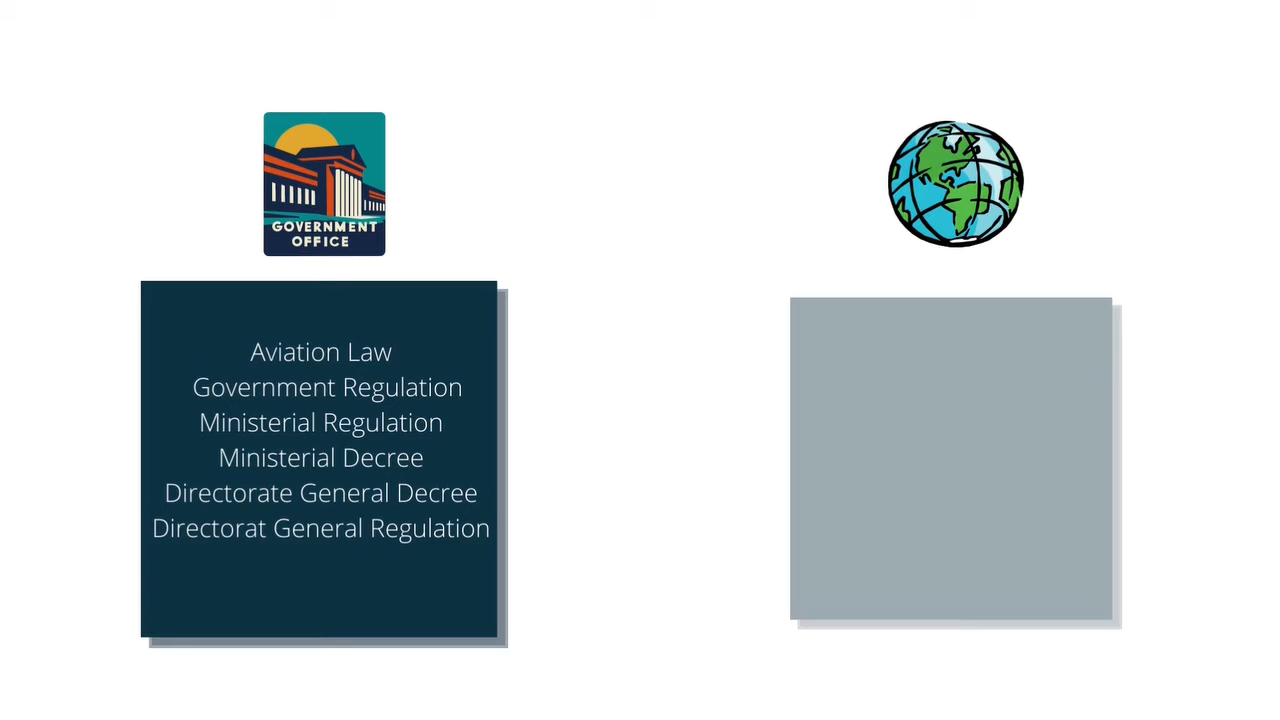 GOVERNMENT
OFFICE
Aviation Law
Government Regulation
Ministerial Regulation
Ministerial Decree
Directorate General Decree
Directorat General Regulation